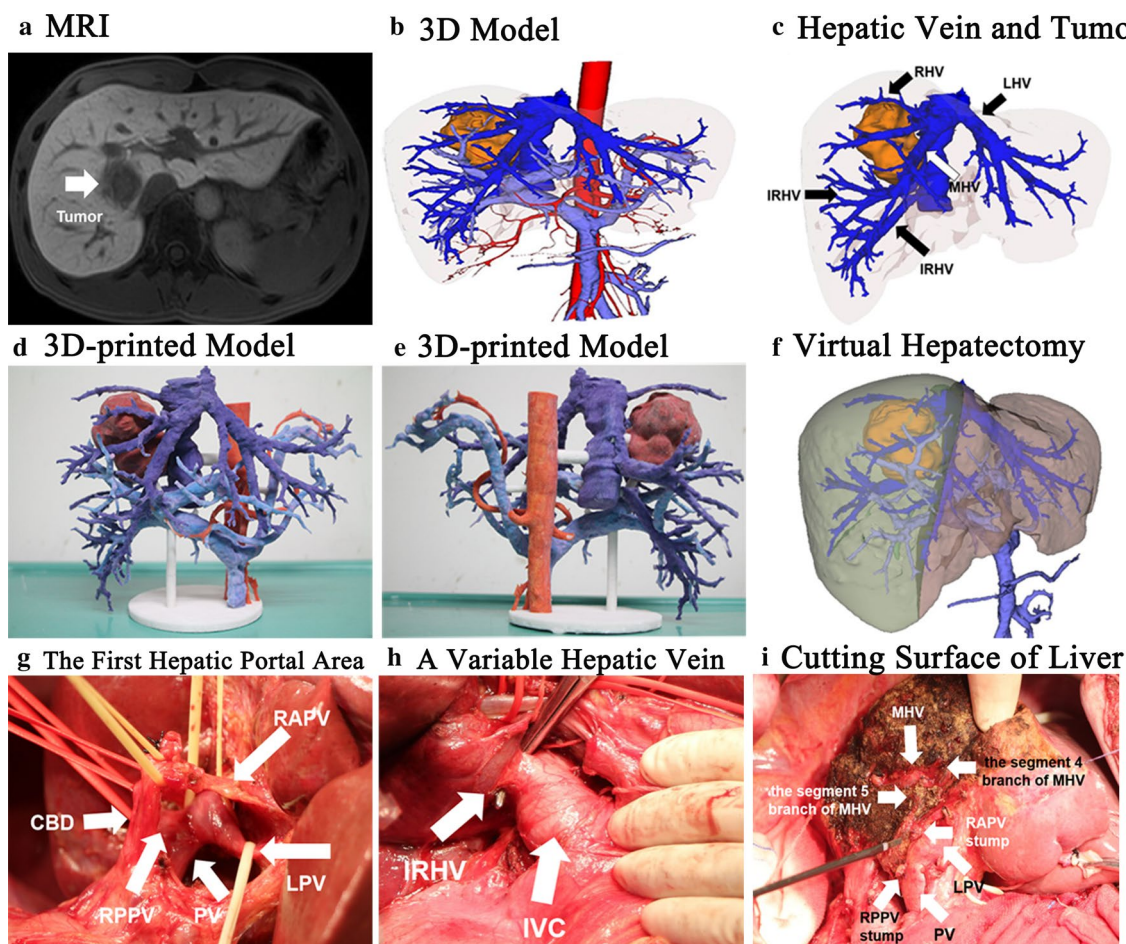 a MRI
b 3D Model
c Hepatic Vein and Tumo
Tumor
RHV
LHV
MHV
IRHV
IRHV
d 3D-printed Model
e 3D-printed Model
f Virtual Hepatectomy
g The First Hepatic Portal Area
h A Variable Hepatic Vein
i Cutting Surface of Liver
RAPV
CBD
RPPV
PV
LPV
IRHV
IVC
MHV
the segment 4
branch of MHV
the segment 5
branch of MHV
RAPV
stump
LPV
RPPV
stump
PV